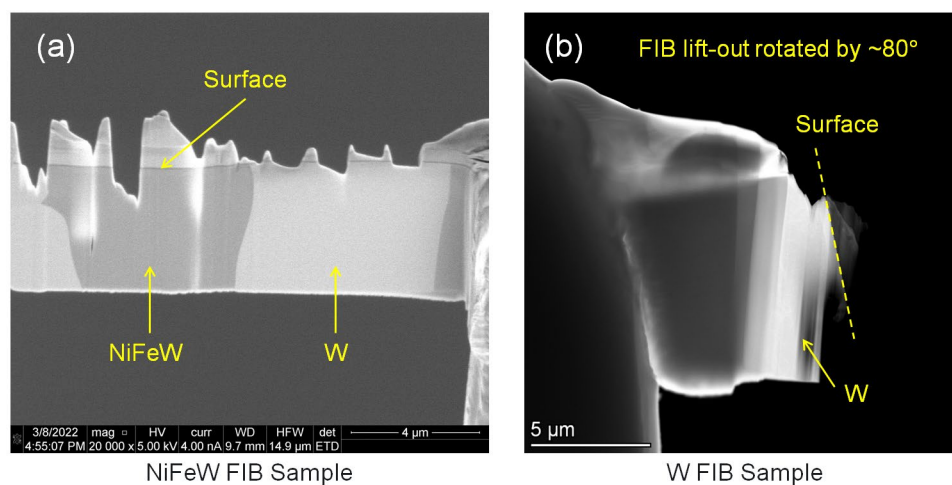 (a)
Surface
NiFeW
W
3/8/2022 mag □ HV curr WD HFW det
4:55:07 PM 20 000 x 5.00 kV 4.00 nA 9.7 mm 14.9 µm ETD
4 µm
NiFeW FIB Sample
(b)
FIB lift-out rotated by ~80°
Surface
W
5 µm
W FIB Sample